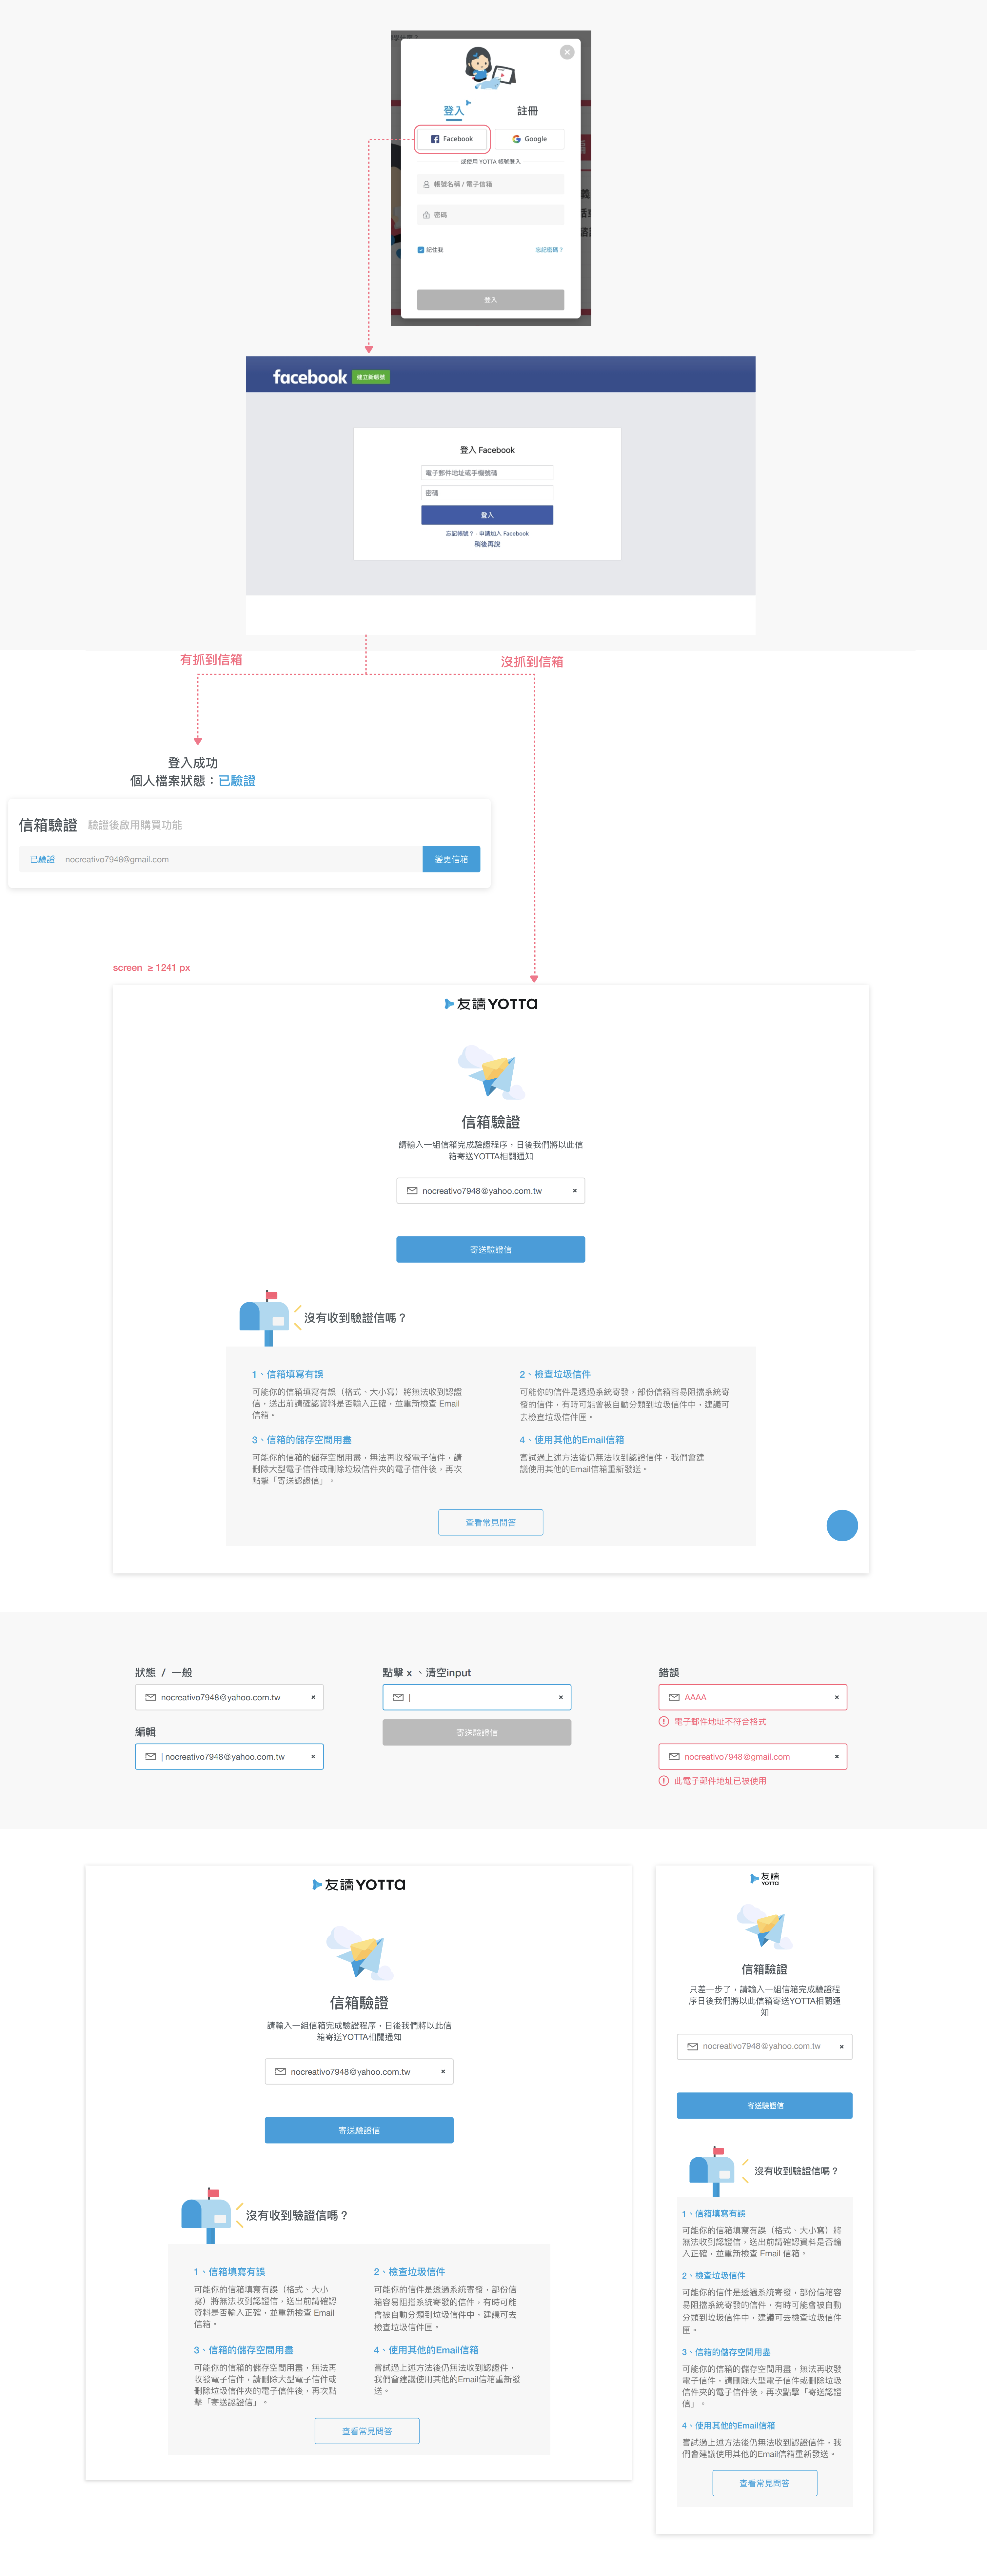 登入
註冊
Facebook
Google
或使用 YOTTA 帳號登入
帳號名稱 / 電子信箱
密碼
記住我
忘記密碼？
登入
facebook 建立新帳號
登入 Facebook
電子郵件地址或手機號碼
密碼
登入
忘記帳號？ · 申請加入 Facebook
稍後再說
有抓到信箱
沒抓到信箱
登入成功
個人檔案狀態：已驗證
信箱驗證 驗證後啟用購買功能
已驗證 nocreativo7948@gmail.com 變更信箱
screen ≥ 1241 px
友讀 YOTTA
信箱驗證
請輸入一組信箱完成驗證程序，日後我們將以此信
箱寄送YOTTA相關通知
nocreativo7948@yahoo.com.tw
寄送驗證信
沒有收到驗證信嗎？
1、信箱填寫有誤
可能你的信箱填寫有誤（格式、大小寫）將無法收到認證
信，送出前請確認資料是否輸入正確，並重新檢查 Email
信箱。
2、檢查垃圾信件
可能你的信件是透過系統寄發，部份信箱容易阻擋系統寄
發的信件，有時可能會被自動分類到垃圾信件中，建議可
去檢查垃圾信件匣。
3、信箱的儲存空間用盡
可能你的信箱的儲存空間用盡，無法再收發電子信件，請
刪除大型電子信件或刪除垃圾信件夾的電子信件後，再次
點擊「寄送認證信」。
4、使用其他的Email信箱
嘗試過上述方法後仍無法收到認證信件，我們會建
議使用其他的Email信箱重新發送。
查看常見問答
狀態 / 一般
nocreativo7948@yahoo.com.tw
編輯
nocreativo7948@yahoo.com.tw
點擊 x 、清空input
寄送驗證信
錯誤
AAAA
電子郵件地址不符合格式
nocreativo7948@gmail.com
此電子郵件地址已被使用
友讀 YOTTA
信箱驗證
請輸入一組信箱完成驗證程序，日後我們將以此信
箱寄送YOTTA相關通知
nocreativo7948@yahoo.com.tw
寄送驗證信
沒有收到驗證信嗎？
1、信箱填寫有誤
可能你的信箱填寫有誤（格式、大小
寫）將無法收到認證信，送出前請確認
資料是否輸入正確，並重新檢查 Email
信箱。
2、檢查垃圾信件
可能你的信件是透過系統寄發，部份信
箱容易阻擋系統寄發的信件，有時可能
會被自動分類到垃圾信件中，建議可去
檢查垃圾信件匣。
3、信箱的儲存空間用盡
可能你的信箱的儲存空間用盡，無法再
收發電子信件，請刪除大型電子信件或
刪除垃圾信件夾的電子信件後，再次點
擊「寄送認證信」。
4、使用其他的Email信箱
嘗試過上述方法後仍無法收到認證件，
我們會建議使用其他的Email信箱重新發
送。
查看常見問答
友讀
YOTTA
信箱驗證
只差一步了，請輸入一組信箱完成驗證程
序日後我們將以此信箱寄送YOTTA相關通
知
nocreativo7948@yahoo.com.tw
寄送驗證信
沒有收到驗證信嗎？
1、信箱填寫有誤
可能你的信箱填寫有誤（格式、大小寫）將
無法收到認證信，送出前請確認資料是否輸
入正確，並重新檢查 Email 信箱。
2、檢查垃圾信件
可能你的信件是透過系統寄發，部份信箱容
易阻擋系統寄發的信件，有時可能會被自動
分類到垃圾信件中，建議可去檢查垃圾信件
匣。
3、信箱的儲存空間用盡
可能你的信箱的儲存空間用盡，無法再收發
電子信件，請刪除大型電子信件或刪除垃圾
信件夾的電子信件後，再次點擊「寄送認證
信」。
4、使用其他的Email信箱
嘗試過上述方法後仍無法收到認證信件，我
們會建議使用其他的Email信箱重新發送。
查看常見問答